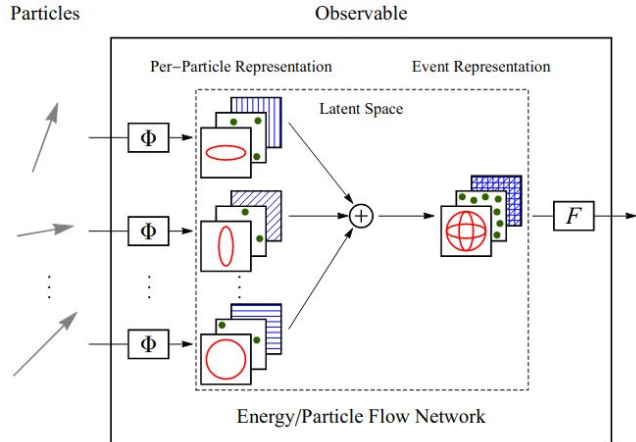 Particles
Observable
Per−Particle Representation
Event Representation
Latent Space
Φ
Φ
Φ
+
F
Energy/Particle Flow Network